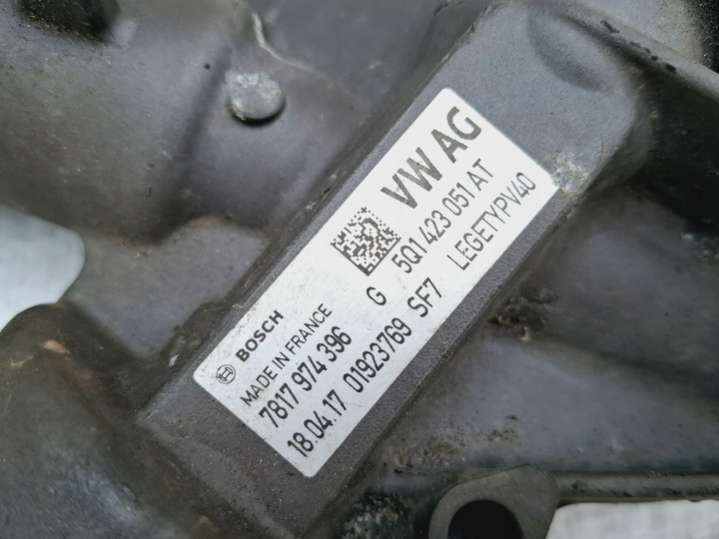 VW AG
BOSCH
MADE IN FRANCE G 5Q1 423 051 AT
7817 974 396
18.04.17 01923769 SF7 LEGETYPV40